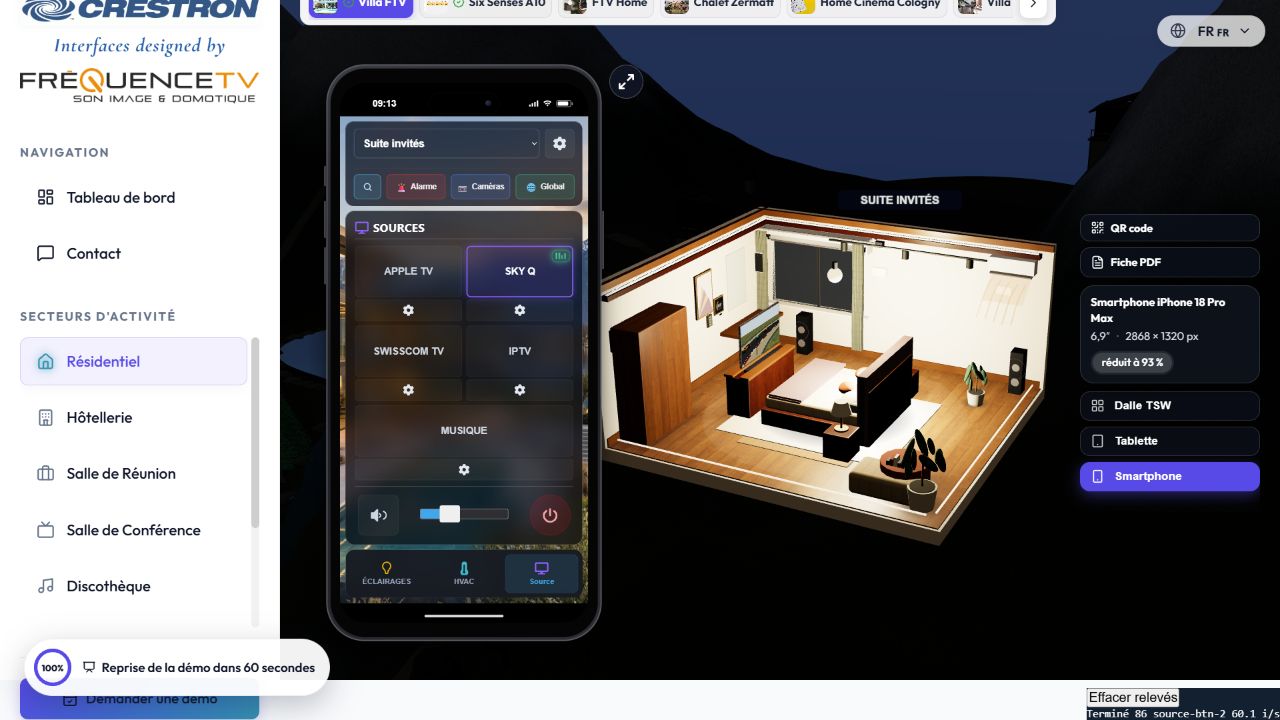 CRESTRON
Interfaces designed by
FRÉQUENCETV
SON IMAGE & DOMOTIQUE
NAVIGATION
Tableau de bord
Contact
SECTEURS D'ACTIVITÉ
Résidentiel
Hôtellerie
Salle de Réunion
Salle de Conférence
Discothèque
100%
Reprise de la démo dans 60 secondes
Demander une démo
Villa FTV
Six Senses A10
FTV Home
Chalet Zermatt
Home Cinema Cologny
Villa
FR FR
09:13
Suite invités
Alarme
Caméras
Global
SOURCES
APPLE TV
SKY Q
SWISSCOM TV
IPTV
MUSIQUE
ÉCLAIRAGES
HVAC
Source
SUITE INVITÉS
QR code
Fiche PDF
Smartphone iPhone 18 Pro
Max
6,9" · 2868 × 1320 px
réduit à 93 %
Dalle TSW
Tablette
Smartphone
Effacer relevés
Terminé 86 source-btn-2 60.1 i/s